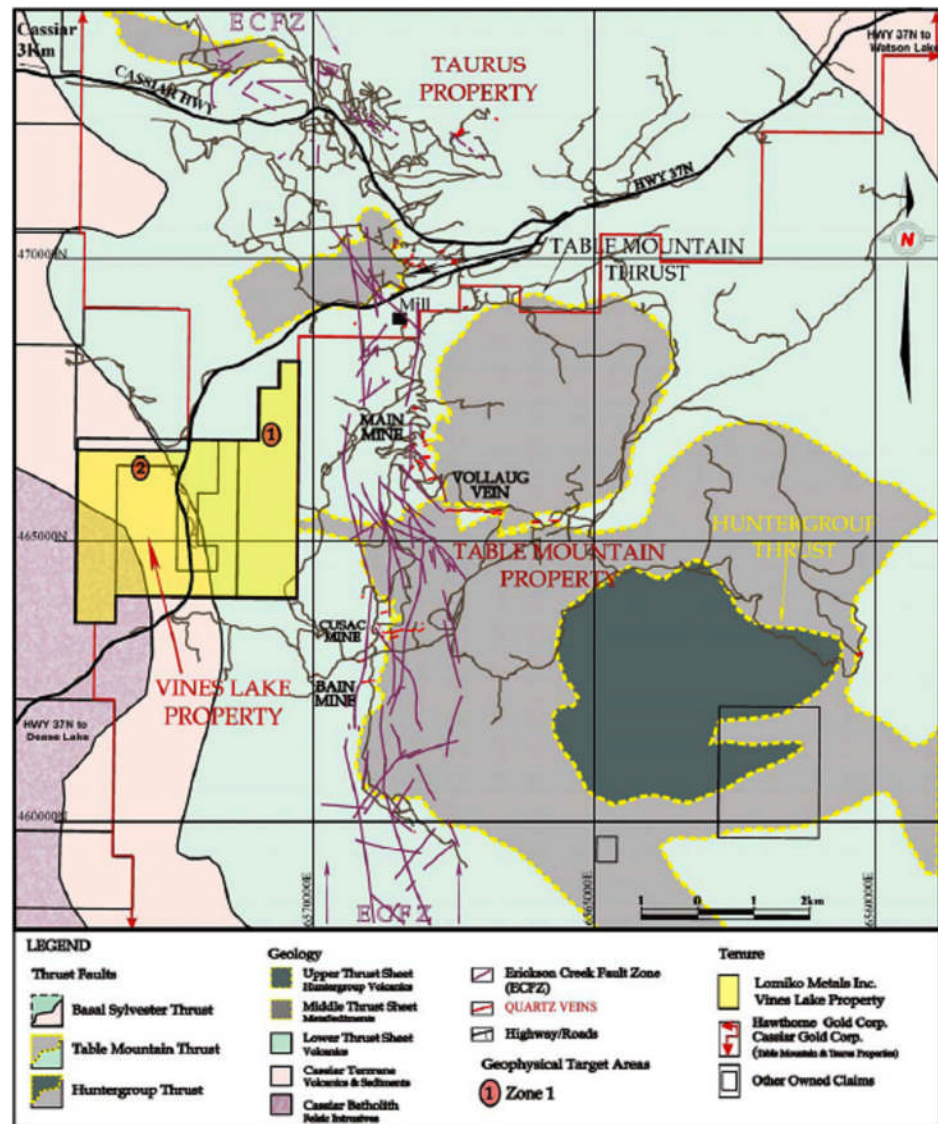 Cassiar
3Km
ECFZ
HWY 37N to
Watson Lake
CASSIAR HWY
TAURUS
PROPERTY
HWY 37N
N
470000N
TABLE MOUNTAIN
THRUST
Mill
1
MAIN
MINE
2
VOLLAUG
VEIN
HUNTERGROUP
THRUST
465000N
TABLE MOUNTAIN
PROPERTY
CUSAC
MINE
VINES LAKE
PROPERTY
BAIN
MINE
HWY 37N to
Dease Lake
460000N
6570000E
6565000E
6560000E
ECFZ
1 0 1 2km
LEGEND
Thrust Faults
Basal Sylvester Thrust
Table Mountain Thrust
Huntergroup Thrust
Geology
Upper Thrust Sheet
Huntergroup Volcanics
Middle Thrust Sheet
MetaSediments
Lower Thrust Sheet
Volcanics
Cassiar Terrane
Volcanics & Sediments
Cassiar Batholith
Felsic Intrusives
Erickson Creek Fault Zone
(ECFZ)
QUARTZ VEINS
Highway/Roads
Geophysical Target Areas
1 Zone 1
Tenure
Lomiko Metals Inc.
Vines Lake Property
Hawthorne Gold Corp.
Cassiar Gold Corp.
(Table Mountain & Taurus Properties)
Other Owned Claims